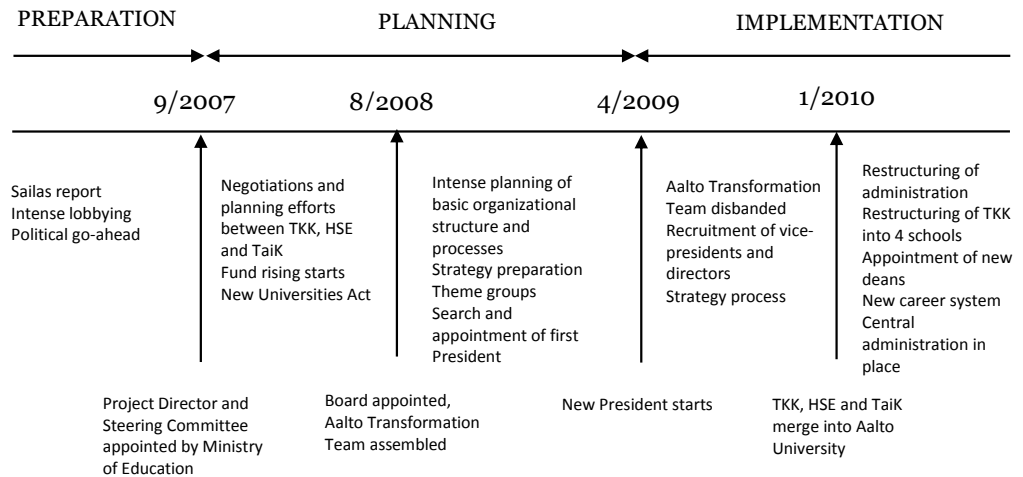 PREPARATION
PLANNING
IMPLEMENTATION
9/2007
8/2008
4/2009
1/2010
Sailas report
Intense lobbying
Political go-ahead
Negotiations and
planning efforts
between TKK, HSE
and TaiK
Fund rising starts
New Universities Act
Intense planning of
basic organizational
structure and
processes
Strategy preparation
Theme groups
Search and
appointment of first
President
Aalto Transformation
Team disbanded
Recruitment of vice-
presidents and
directors
Strategy process
Restructuring of
administration
Restructuring of TKK
into 4 schools
Appointment of new
deans
New career system
Central
administration in
place
Project Director and
Steering Committee
appointed by Ministry
of Education
Board appointed,
Aalto Transformation
Team assembled
New President starts
TKK, HSE and TaiK
merge into Aalto
University